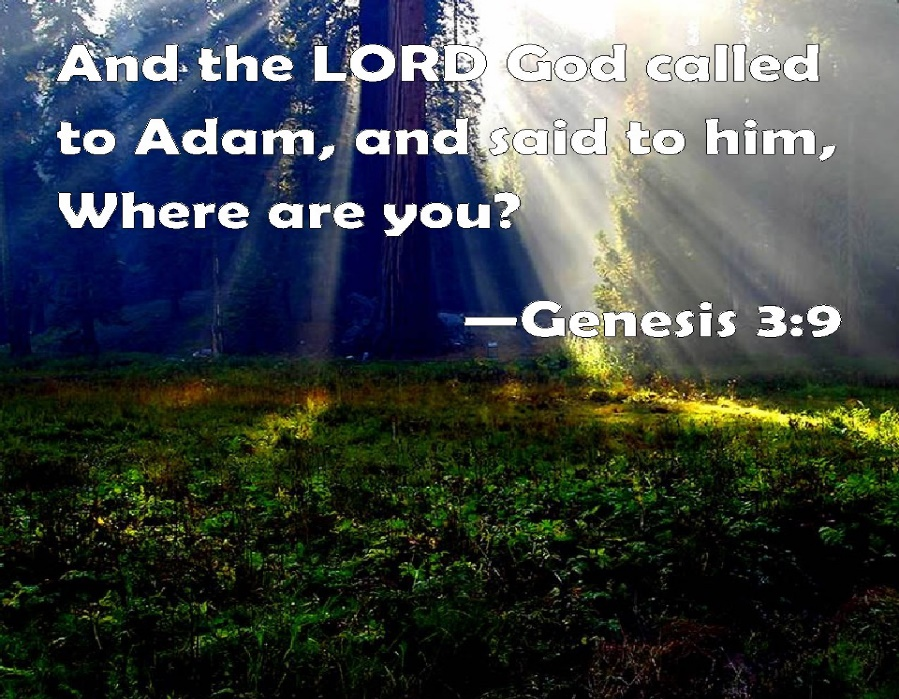 And the LORD God called
to Adam, and said to him,
Where are you?
—Genesis 3:9